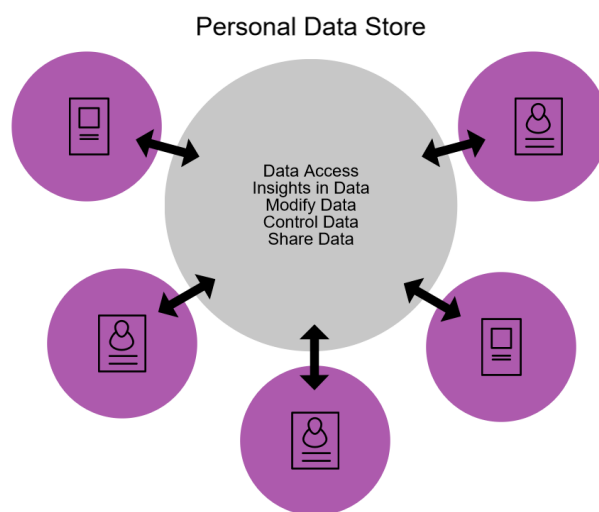 Personal Data Store
Data Access
Insights in Data
Modify Data
Control Data
Share Data